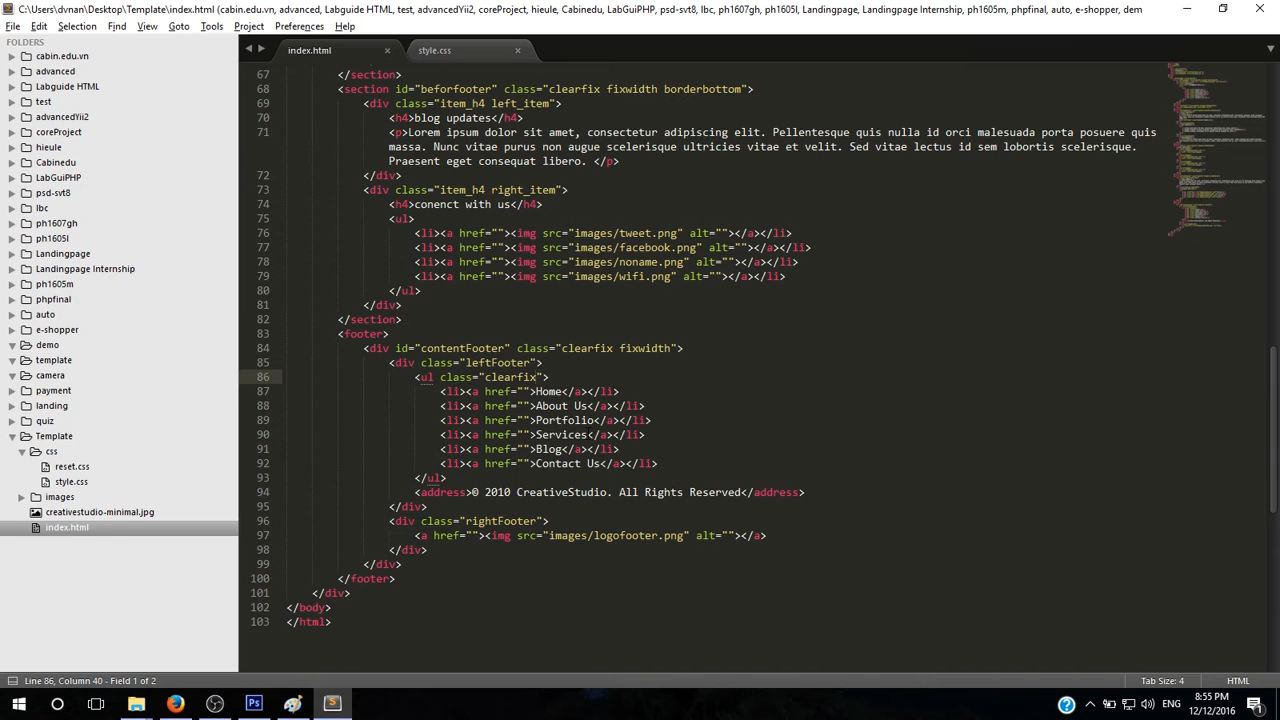 C:\Users\dvnan\Desktop\Template\index.html (cabin.edu.vn, advanced, Labguide HTML, test, advancedYii2, coreProject, hieule, Cabinedu, LabGuiPHP, psd-svt8, lbc, ph1607gh, ph1605l, Landingpage, Landingpage Internship, ph1605m, phpfinal, auto, e-shopper, dem
File Edit Selection Find View Goto Tools Project Preferences Help
FOLDERS
cabin.edu.vn
advanced
Labguide HTML
test
advancedYii2
coreProject
hieule
Cabinedu
LabGuiPHP
psd-svt8
lbc
ph1607gh
ph1605l
Landingpage
Landingpage Internship
ph1605m
phpfinal
auto
e-shopper
demo
template
camera
payment
landing
quiz
Template
css
reset.css
style.css
images
creativestudio-minimal.jpg
index.html
index.html × style.css ×
67 </section>
68 <section id="beforfooter" class="clearfix fixwidth borderbottom">
69 <div class="item_h4 left_item">
70 <h4>blog updates</h4>
71 <p>Lorem ipsum dolor sit amet, consectetur adipiscing elit. Pellentesque quis nulla id orci malesuada porta posuere quis
massa. Nunc vitae purus non augue scelerisque ultricies vitae et velit. Sed vitae lectus id sem lobortis scelerisque.
Praesent eget consequat libero. </p>
72 </div>
73 <div class="item_h4 right_item">
74 <h4>conenct with us</h4>
75 <ul>
76 <li><a href=""><img src="images/tweet.png" alt=""></a></li>
77 <li><a href=""><img src="images/facebook.png" alt=""></a></li>
78 <li><a href=""><img src="images/noname.png" alt=""></a></li>
79 <li><a href=""><img src="images/wifi.png" alt=""></a></li>
80 </ul>
81 </div>
82 </section>
83 <footer>
84 <div id="contentFooter" class="clearfix fixwidth">
85 <div class="leftFooter">
86 <ul class="clearfix">
87 <li><a href="">Home</a></li>
88 <li><a href="">About Us</a></li>
89 <li><a href="">Portfolio</a></li>
90 <li><a href="">Services</a></li>
91 <li><a href="">Blog</a></li>
92 <li><a href="">Contact Us</a></li>
93 </ul>
94 <address>© 2010 CreativeStudio. All Rights Reserved</address>
95 </div>
96 <div class="rightFooter">
97 <a href=""><img src="images/logofooter.png" alt=""></a>
98 </div>
99 </div>
100 </footer>
101 </div>
102 </body>
103 </html>
Line 86, Column 40 - Field 1 of 2
Tab Size: 4 HTML
ENG
8:55 PM
12/12/2016